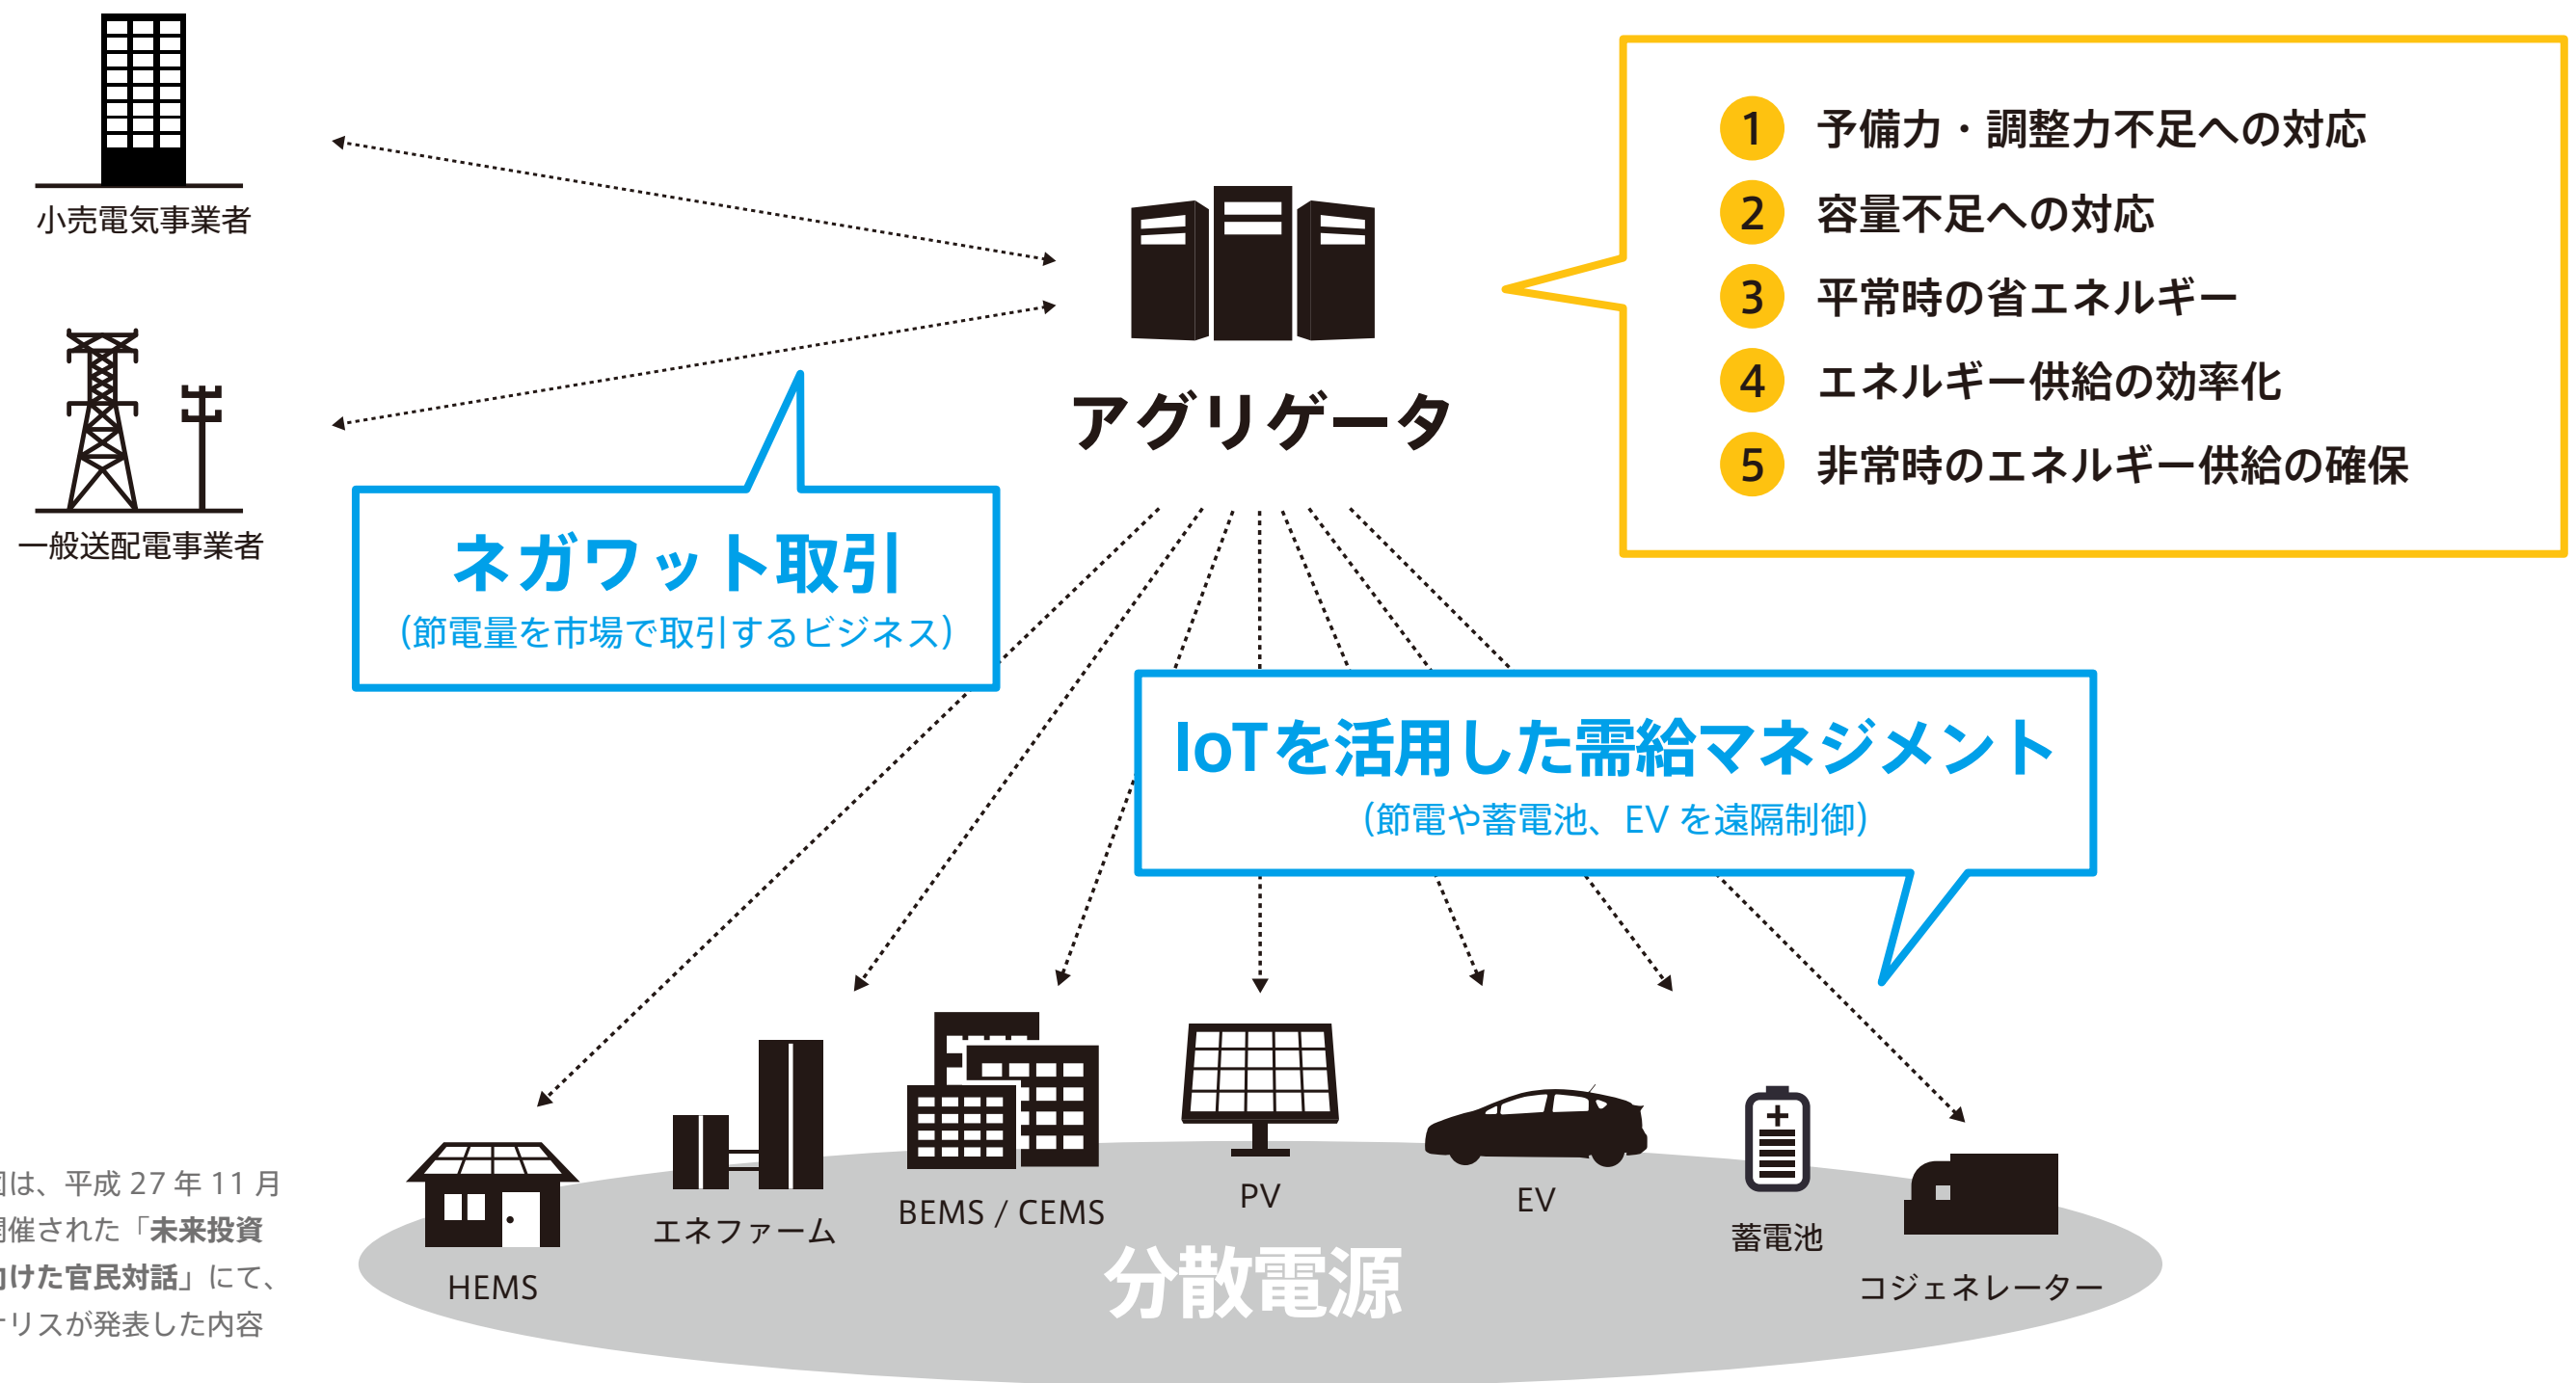 小売電気事業者
一般送配電事業者
アグリゲータ
1 予備力・調整力不足への対応
2 容量不足への対応
3 平常時の省エネルギー
4 エネルギー供給の効率化
5 非常時のエネルギー供給の確保
ネガワット取引
(節電量を市場で取引するビジネス)
IoTを活用した需給マネジメント
(節電や蓄電池、EV を遠隔制御)
HEMS
エネファーム
BEMS / CEMS
PV
EV
蓄電池
コジェネレーター
分散電源
は、平成 27 年 11 月
催された「未来投資
けた官民対話」にて、
リスが発表した内容